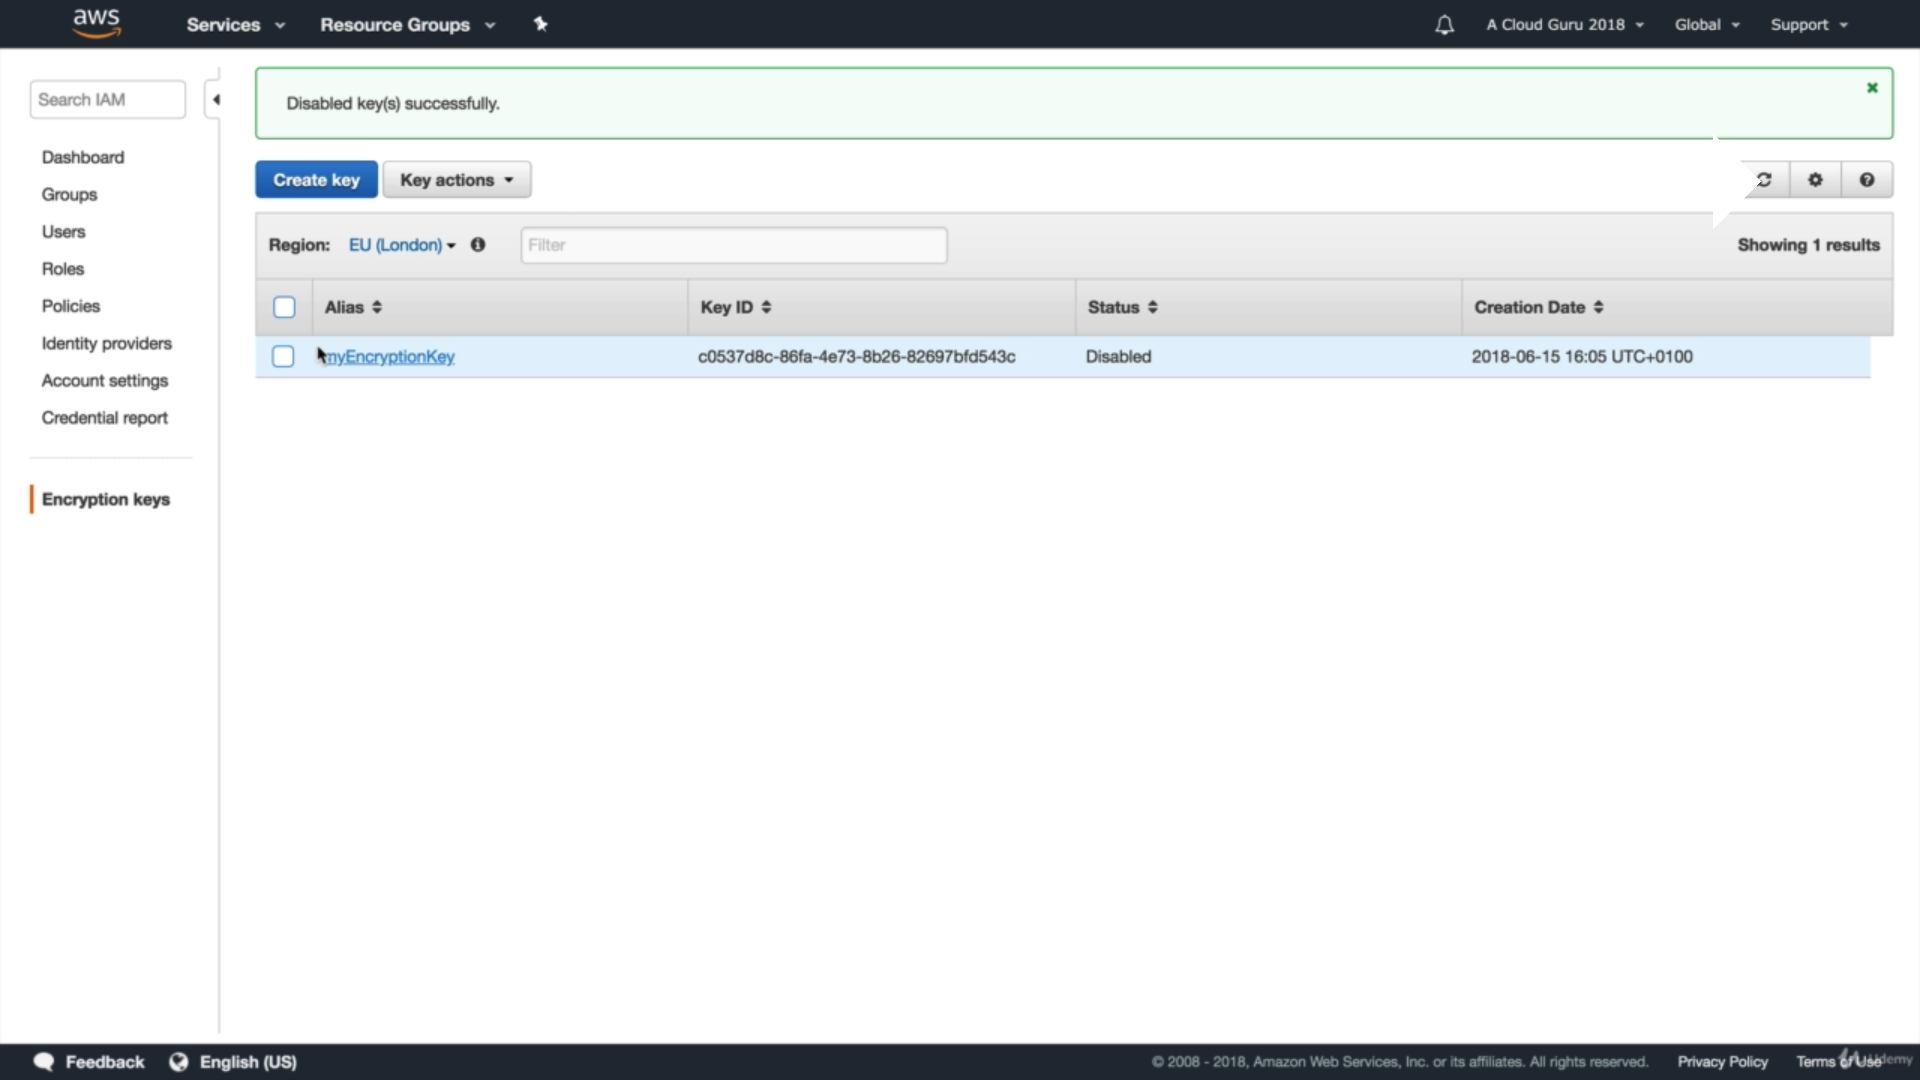 aws Services Resource Groups A Cloud Guru 2018 Global Support
Search IAM
Disabled key(s) successfully.
Dashboard
Groups
Users
Roles
Policies
Identity providers
Account settings
Credential report
Encryption keys
Create key Key actions
Region: EU (London) Filter Showing 1 results
Alias Key ID Status Creation Date
myEncryptionKey c0537d8c-86fa-4e73-8b26-82697bfd543c Disabled 2018-06-15 16:05 UTC+0100
Feedback English (US) © 2008 - 2018, Amazon Web Services, Inc. or its affiliates. All rights reserved. Privacy Policy Terms of Use